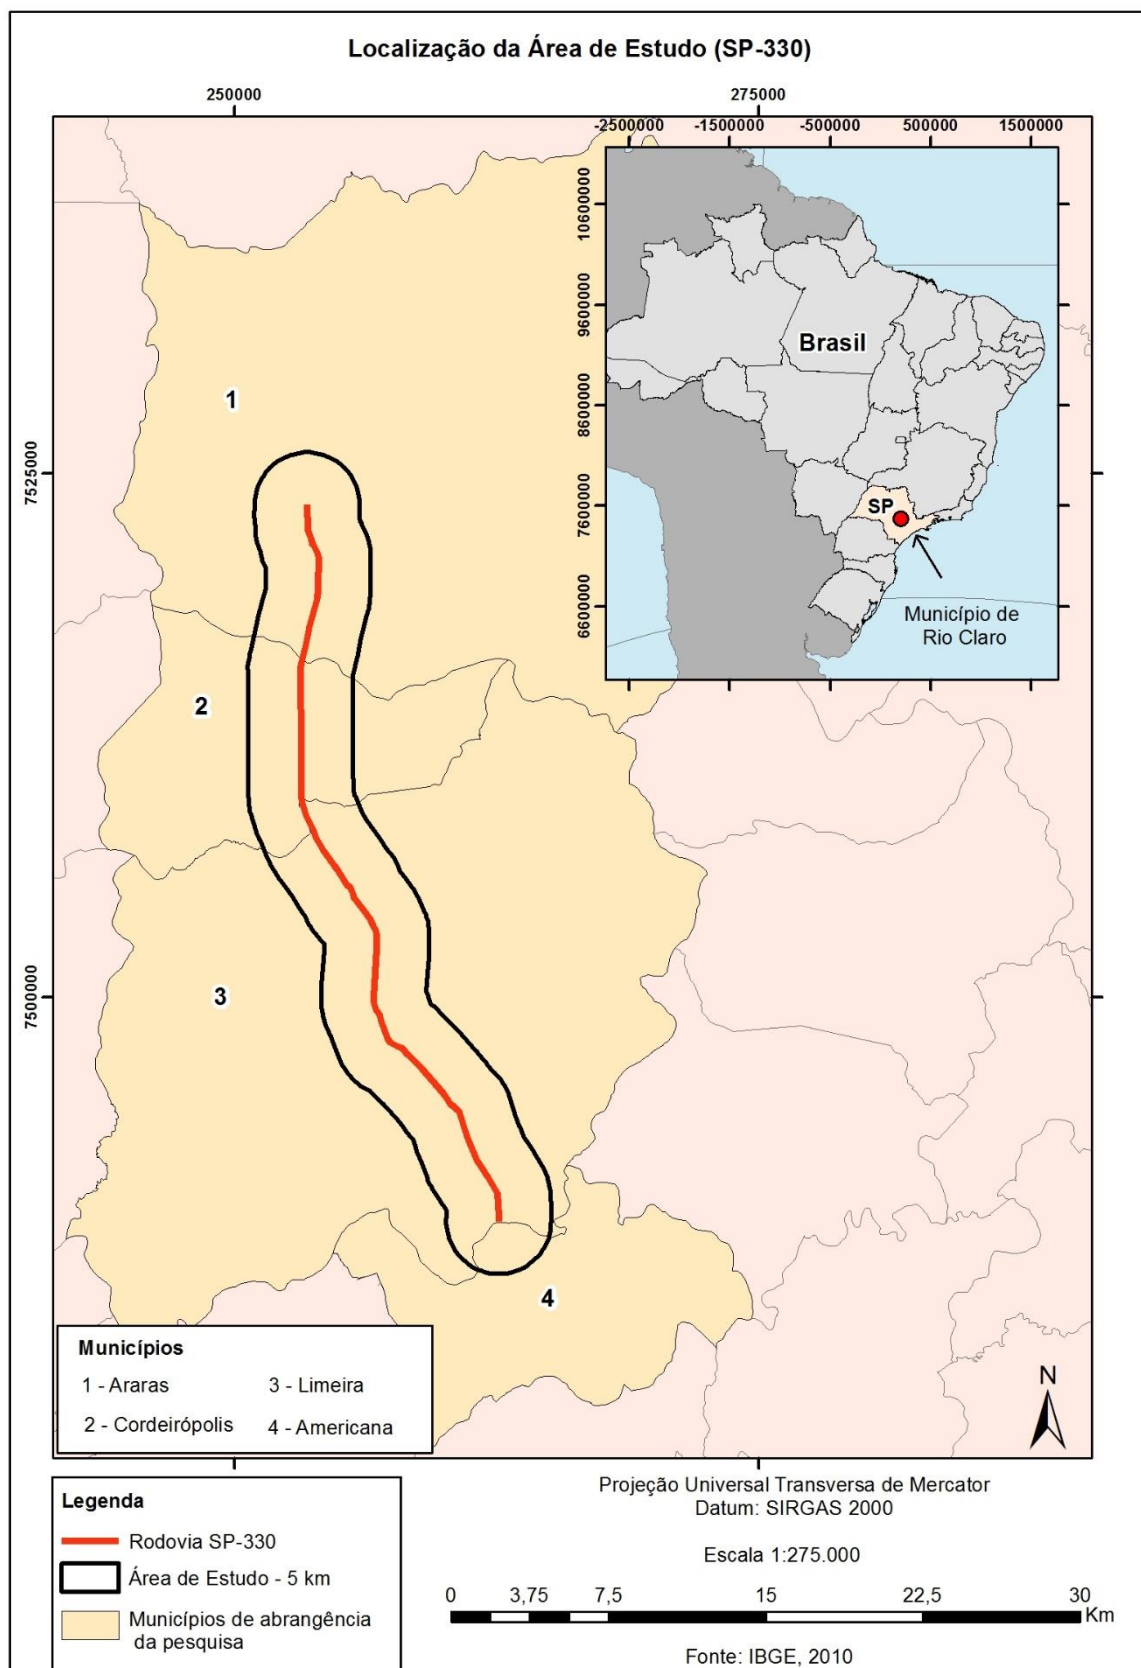 Localização da Área de Estudo (SP-330)
250000
275000
-2500000 -1500000 -5000000 5000000 1500000
10600000
9600000
8600000
7600000
6600000
Brasil
SP
Município de
Rio Claro
7525000
7500000
1
2
3
4
Municípios
1 - Araras 3 - Limeira
2 - Cordeirópolis 4 - Americana
N
Legenda
Rodovia SP-330
Área de Estudo - 5 km
Municípios de abrangência
da pesquisa
Projeção Universal Transversa de Mercator
Datum: SIRGAS 2000
Escala 1:275.000
0 3,75 7,5 15 22,5 30
Km
Fonte: IBGE, 2010